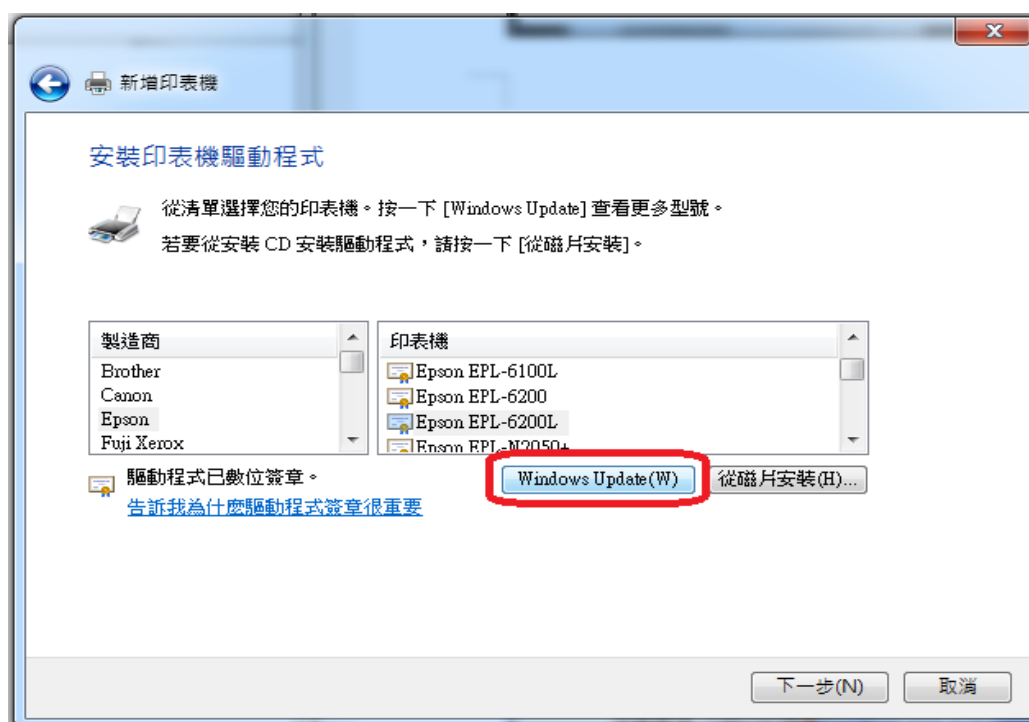 新增印表機
安裝印表機驅動程式
從清單選擇您的印表機。按一下 [Windows Update] 查看更多型號。
若要從安裝 CD 安裝驅動程式，請按一下 [從磁片安裝]。
製造商
Brother
Canon
Epson
Fuji Xerox
印表機
Epson EPL-6100L
Epson EPL-6200
Epson EPL-6200L
Epson EPL-N2050+
驅動程式已數位簽章。
告訴我為什麼驅動程式簽章很重要
Windows Update(W)
從磁片安裝(H)...
下一步(N)
取消